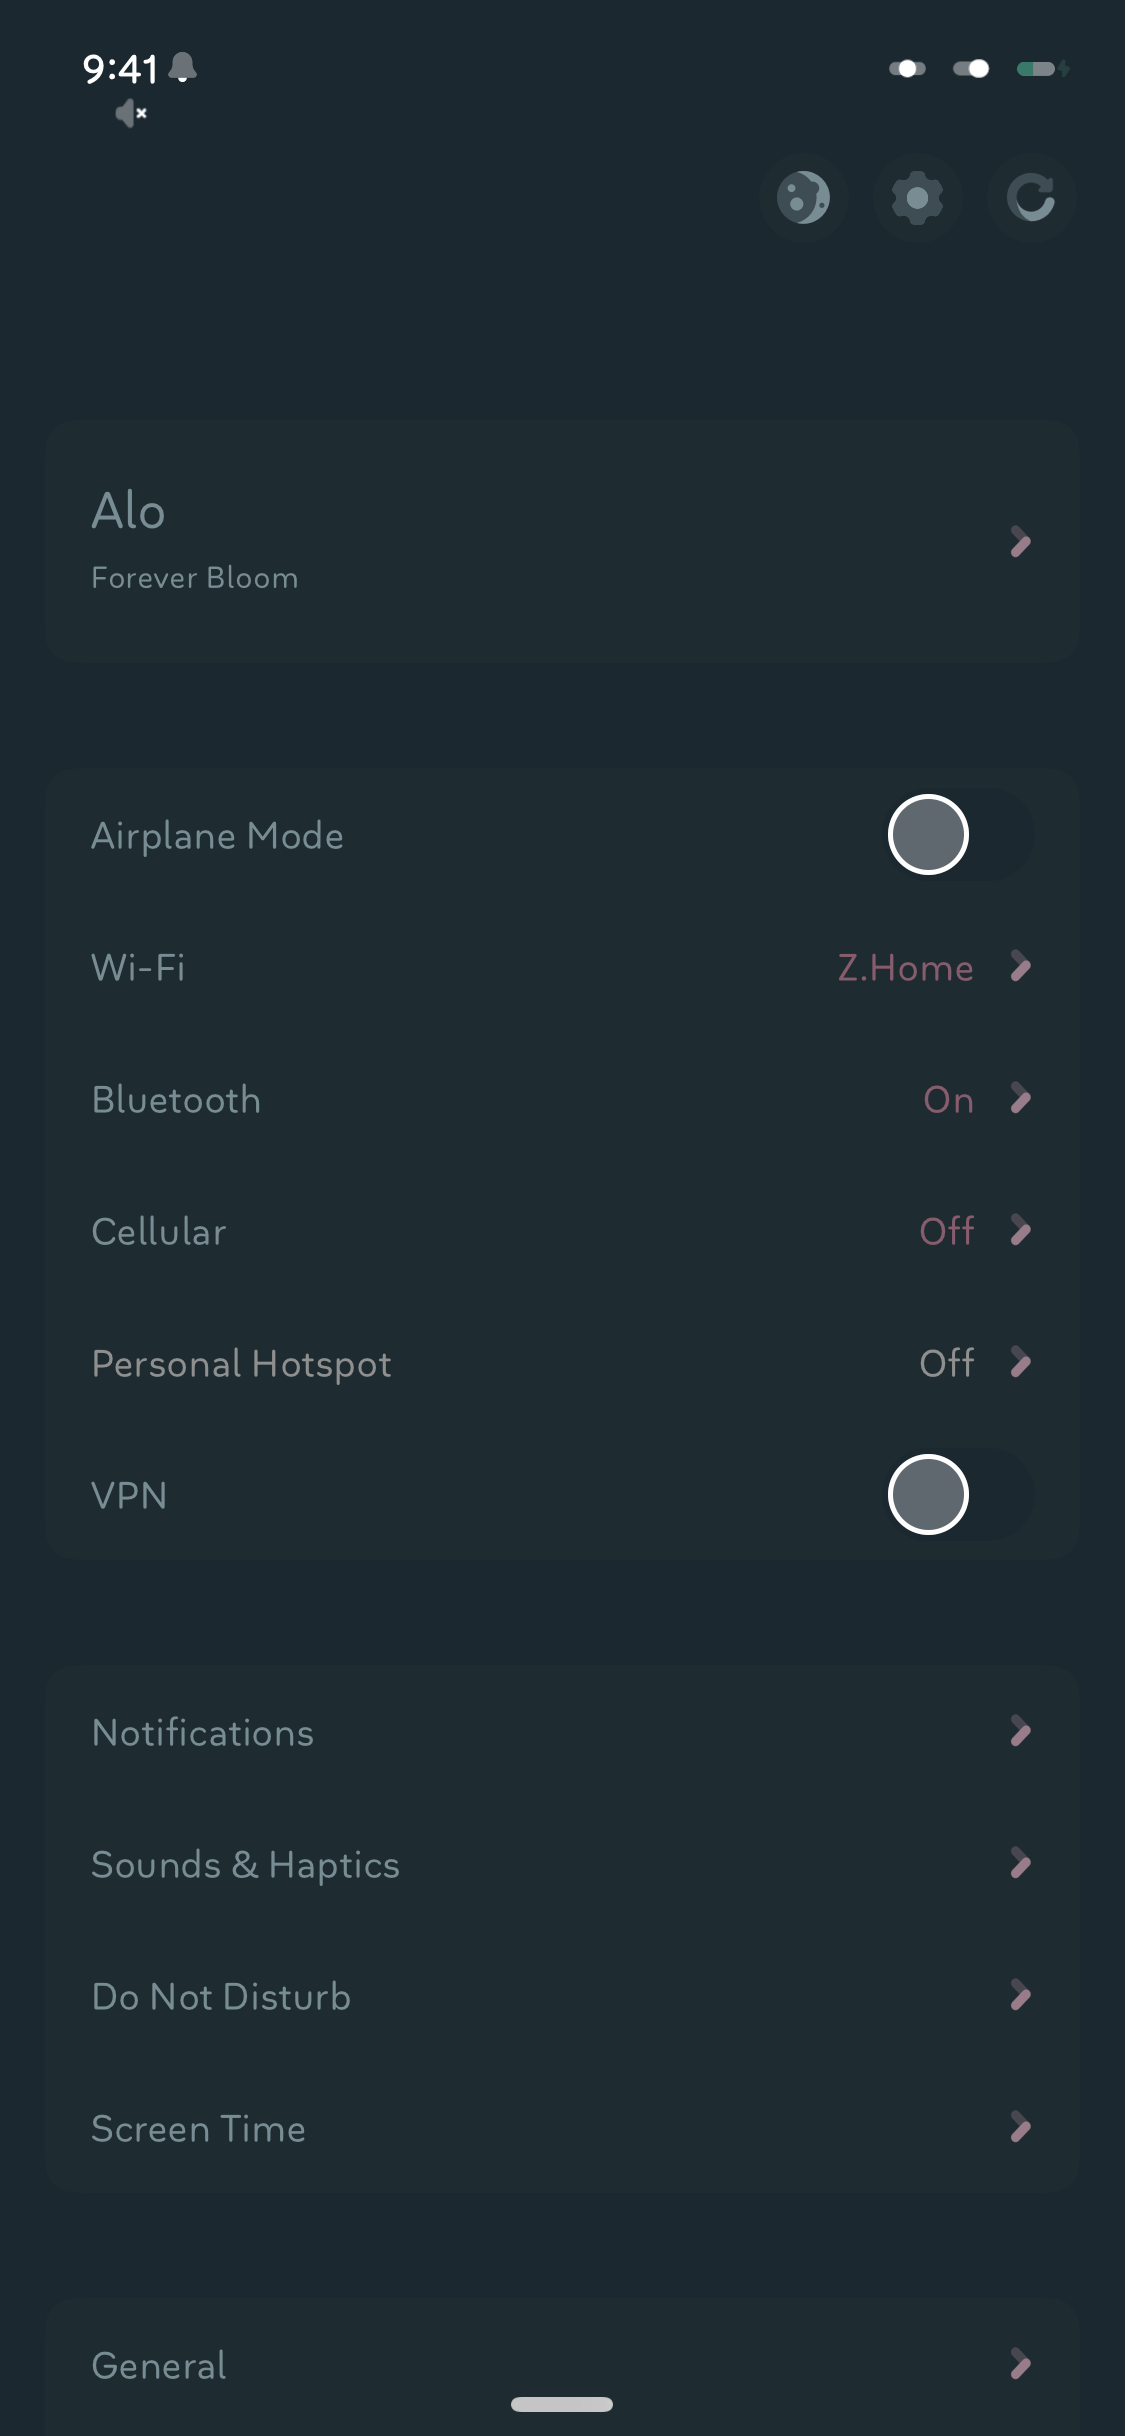 9:41
Alo
Forever Bloom
Airplane Mode
Wi-Fi Z.Home
Bluetooth On
Cellular Off
Personal Hotspot Off
VPN
Notifications
Sounds & Haptics
Do Not Disturb
Screen Time
General